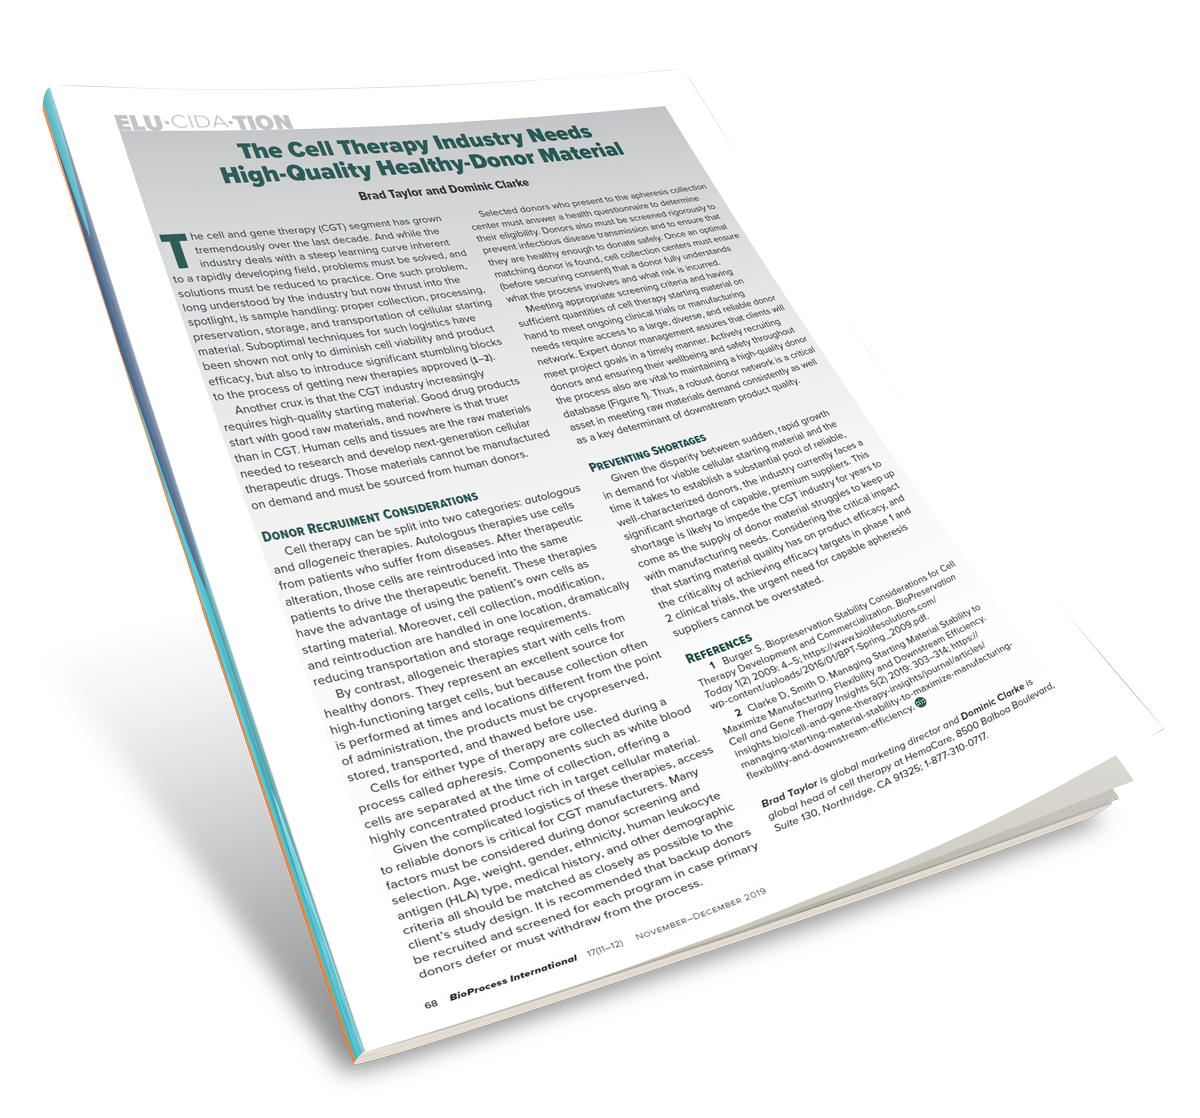 ELU•CIDA•TION
The Cell Therapy Industry Needs
High-Quality Healthy-Donor Material
Brad Taylor and Dominic Clarke
The cell and gene therapy (CGT) segment has grown
tremendously over the last decade. And while the
industry deals with a steep learning curve inherent
to a rapidly developing field, problems must be solved, and
solutions must be reduced to practice. One such problem,
long understood by the industry but now thrust into the
spotlight, is sample handling: proper collection, processing,
preservation, storage, and transportation of cellular starting
material. Suboptimal techniques for such logistics have
been shown not only to diminish cell viability and product
efficacy, but also to introduce significant stumbling blocks
to the process of getting new therapies approved (1–2).
Another crux is that the CGT industry increasingly
requires high-quality starting material. Good drug products
start with good raw materials, and nowhere is that truer
than in CGT. Human cells and tissues are the raw materials
needed to research and develop next-generation cellular
therapeutic drugs. Those materials cannot be manufactured
on demand and must be sourced from human donors.
Donor Recruiment Considerations
Cell therapy can be split into two categories: autologous
and allogeneic therapies. Autologous therapies use cells
from patients who suffer from diseases. After therapeutic
alteration, those cells are reintroduced into the same
patients to drive the therapeutic benefit. These therapies
have the advantage of using the patient's own cells as
starting material. Moreover, cell collection, modification,
and reintroduction are handled in one location, dramatically
reducing transportation and storage requirements.
By contrast, allogeneic therapies start with cells from
healthy donors. They represent an excellent source for
high-functioning target cells, but because collection often
is performed at times and locations different from the point
of administration, the products must be cryopreserved,
stored, transported, and thawed before use.
Cells for either type of therapy are collected during a
process called apheresis. Components such as white blood
cells are separated at the time of collection, offering a
highly concentrated product rich in target cellular material.
Given the complicated logistics of these therapies, access
to reliable donors is critical for CGT manufacturers. Many
factors must be considered during donor screening and
selection. Age, weight, gender, ethnicity, human leukocyte
antigen (HLA) type, medical history, and other demographic
criteria all should be matched as closely as possible to the
client's study design. It is recommended that backup donors
be recruited and screened for each program in case primary
donors defer or must withdraw from the process.
Selected donors who present to the apheresis collection
center must answer a health questionnaire to determine
their eligibility. Donors also must be screened rigorously to
prevent infectious disease transmission and to ensure that
they are healthy enough to donate safely. Once an optimal
matching donor is found, cell collection centers must ensure
(before securing consent) that a donor fully understands
what the process involves and what risk is incurred.
Meeting appropriate screening criteria and having
sufficient quantities of cell therapy starting material on
hand to meet ongoing clinical trials or manufacturing
needs require access to a large, diverse, and reliable donor
network. Expert donor management assures that clients will
meet project goals in a timely manner. Actively recruiting
donors and ensuring their wellbeing and safety throughout
the process also are vital to maintaining a high-quality donor
database (Figure 1). Thus, a robust donor network is a critical
asset in meeting raw materials demand consistently as well
as a key determinant of downstream product quality.
Preventing Shortages
Given the disparity between sudden, rapid growth
in demand for viable cellular starting material and the
time it takes to establish a substantial pool of reliable,
well-characterized donors, the industry currently faces a
significant shortage of capable, premium suppliers. This
shortage is likely to impede the CGT industry for years to
come as the supply of donor material struggles to keep up
with manufacturing needs. Considering the critical impact
that starting material quality has on product efficacy, and
the criticality of achieving efficacy targets in phase 1 and
2 clinical trials, the urgent need for capable apheresis
suppliers cannot be overstated.
References
1 Burger S. Biopreservation Stability Considerations for Cell
Therapy Development and Commercialization. BioPreservation
Today 1(2) 2009: 4–5; https://www.biolifesolutions.com/
wp-content/uploads/2016/01/BPT-Spring_2009.pdf.
2 Clarke D, Smith D. Managing Starting Material Stability to
Maximize Manufacturing Flexibility and Downstream Efficiency.
Cell and Gene Therapy Insights 5(2) 2019: 303–314; https://
insights.bio/cell-and-gene-therapy-insights/journal/articles/
managing-starting-material-stability-to-maximize-manufacturing-
flexibility-and-downstream-efficiency.
Brad Taylor is global marketing director and Dominic Clarke is
global head of cell therapy at HemaCare, 8500 Balboa Boulevard,
Suite 130, Northridge, CA 91325; 1-877-310-0717.
68 BioProcess International 17(11–12) November–December 2019